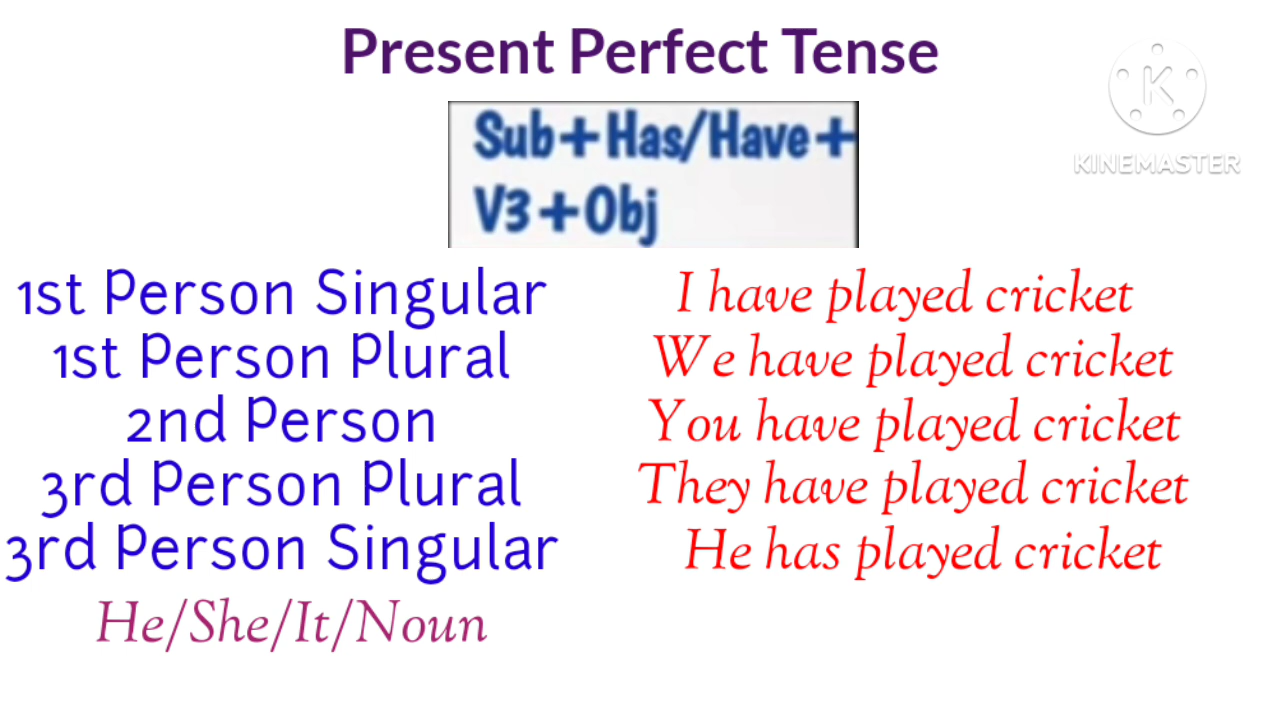 Present Perfect Tense
KINEMASTER
Sub+Has/Have+
V3+Obj
1st Person Singular I have played cricket
1st Person Plural We have played cricket
2nd Person You have played cricket
3rd Person Plural They have played cricket
3rd Person Singular He has played cricket
He/She/It/Noun